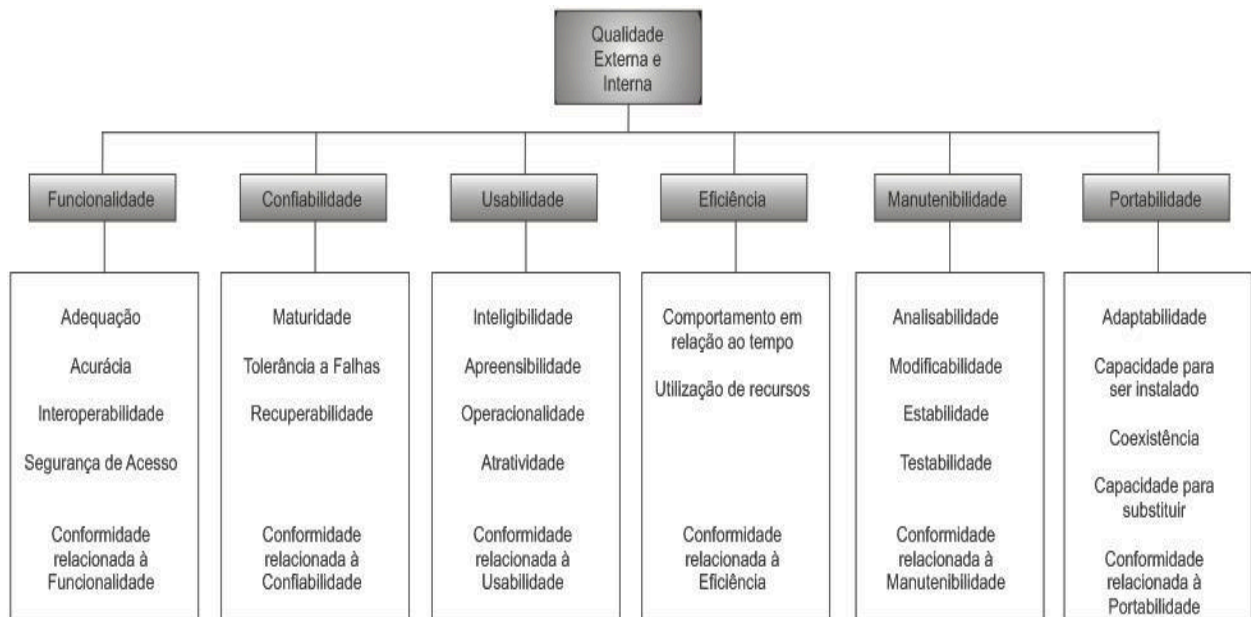 Qualidade
Externa e
Interna
Funcionalidade
Confiabilidade
Usabilidade
Eficiência
Manutenibilidade
Portabilidade
Adequação
Acurácia
Interoperabilidade
Segurança de Acesso
Conformidade
relacionada à
Funcionalidade
Maturidade
Tolerância a Falhas
Recuperabilidade
Conformidade
relacionada à
Confiabilidade
Inteligibilidade
Apreensibilidade
Operacionalidade
Atratividade
Conformidade
relacionada à
Usabilidade
Comportamento em
relação ao tempo
Utilização de recursos
Conformidade
relacionada à
Eficiência
Analisabilidade
Modificabilidade
Estabilidade
Testabilidade
Conformidade
relacionada à
Manutenibilidade
Adaptabilidade
Capacidade para
ser instalado
Coexistência
Capacidade para
substituir
Conformidade
relacionada à
Portabilidade